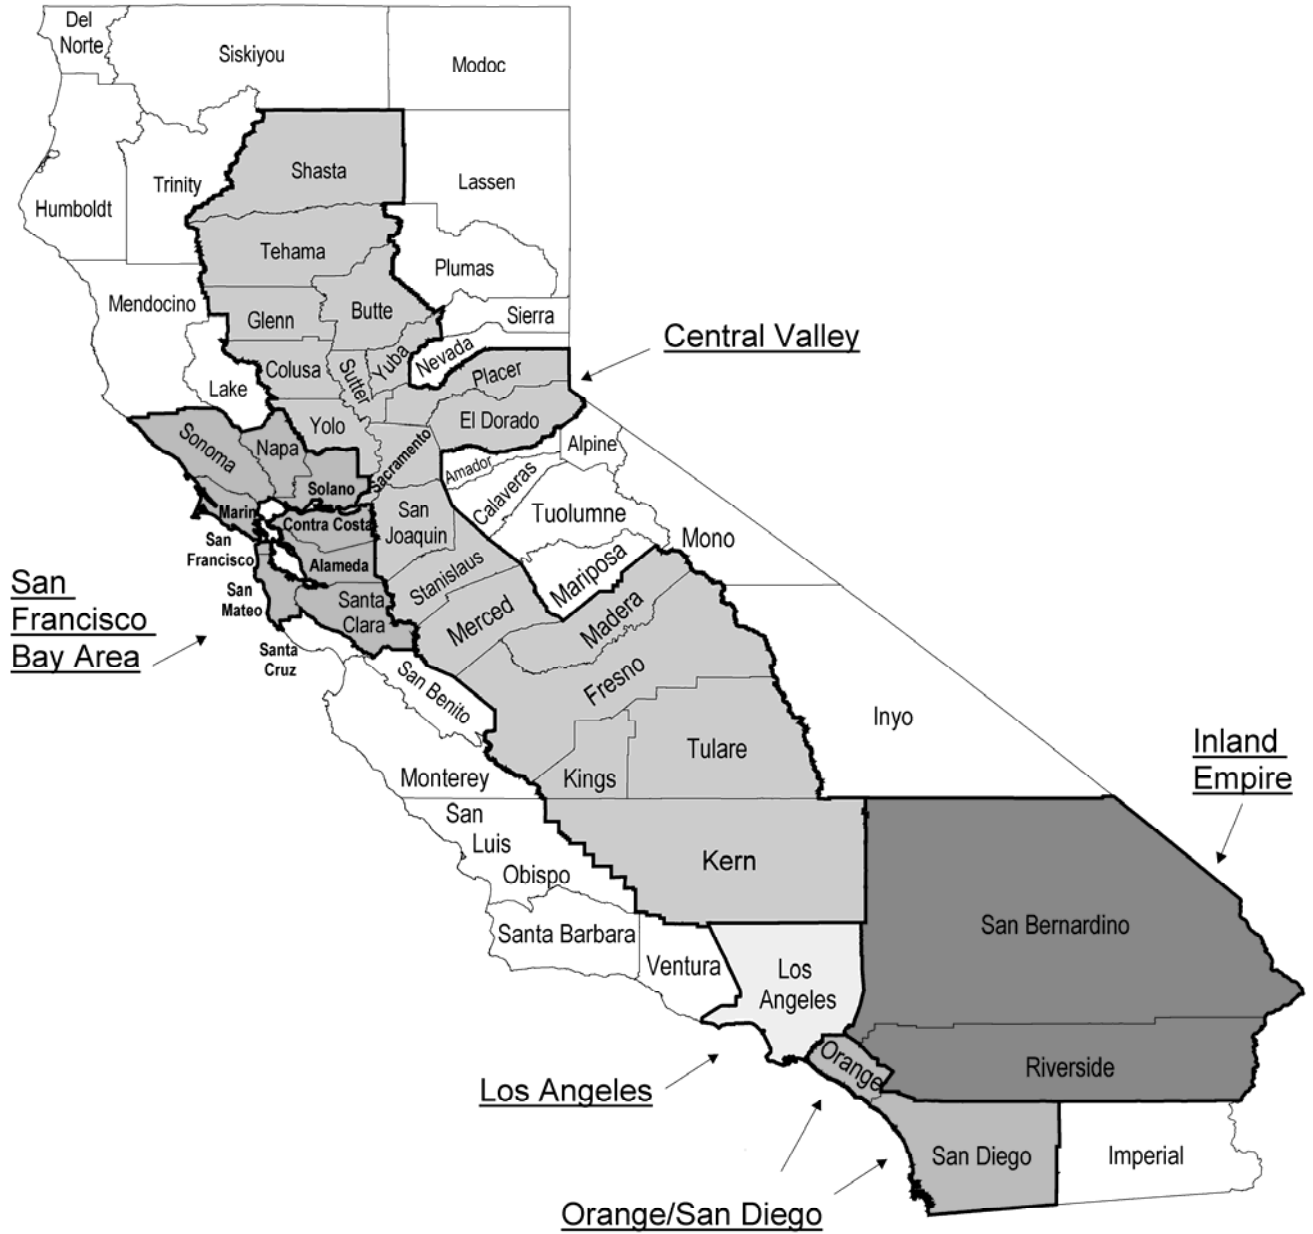 Del
Norte
Siskiyou
Modoc
Shasta
Trinity
Lassen
Humboldt
Tehama
Plumas
Mendocino
Glenn
Butte
Sierra
Central Valley
Colusa
Sutter
Yuba
Nevada
Placer
Lake
El Dorado
Yolo
Sonoma
Napa
Sacramento
Alpine
Amador
Solano
Calaveras
Marin
Contra Costa
San
Joaquin
Tuolumne
Mono
San
Francisco
Alameda
Stanislaus
Mariposa
San
Francisco
Bay Area
San
Mateo
Santa
Clara
Merced
Madera
Santa
Cruz
San Benito
Fresno
Inyo
Inland
Empire
Monterey
Kings
Tulare
San
Luis
Obispo
Kern
San Bernardino
Santa Barbara
Ventura
Los
Angeles
Orange
Riverside
Los Angeles
San Diego
Imperial
Orange/San Diego